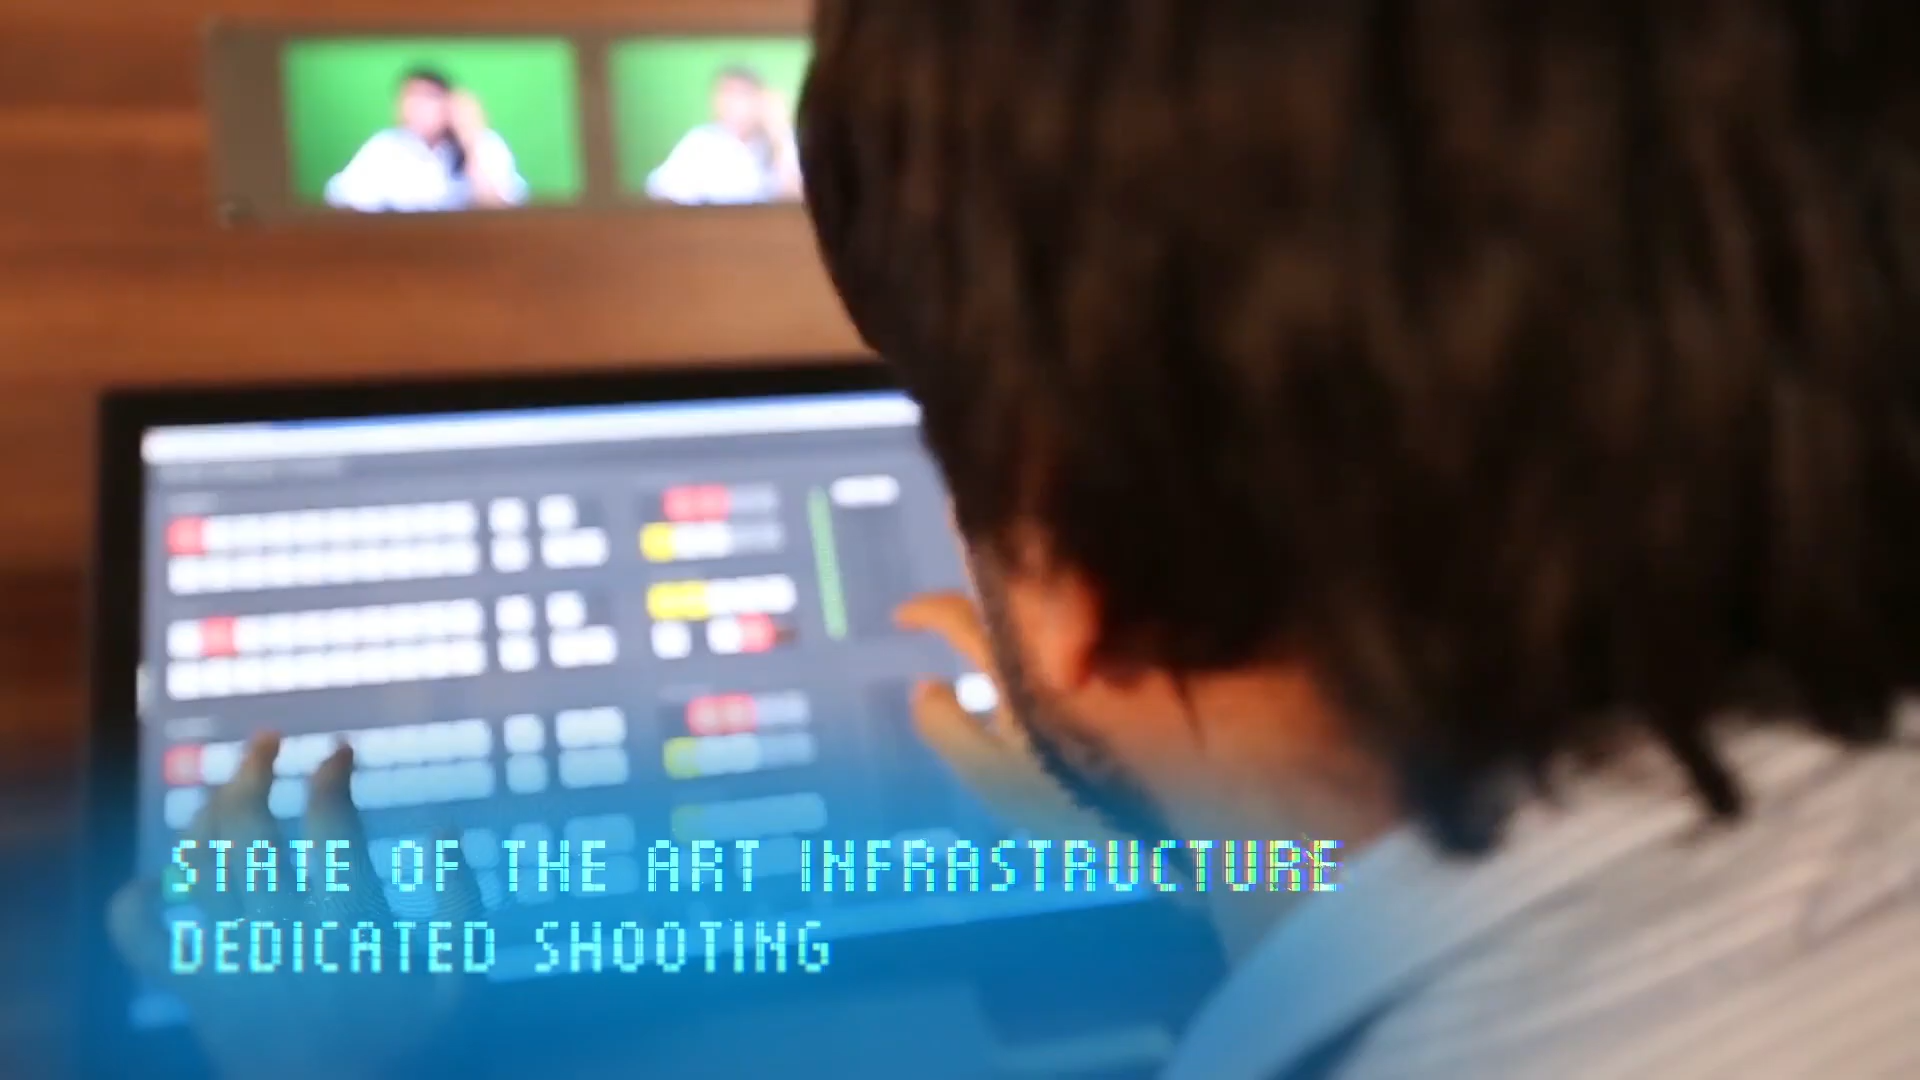 STATE OF THE ART INFRASTRUCTURE
DEDICATED SHOOTING